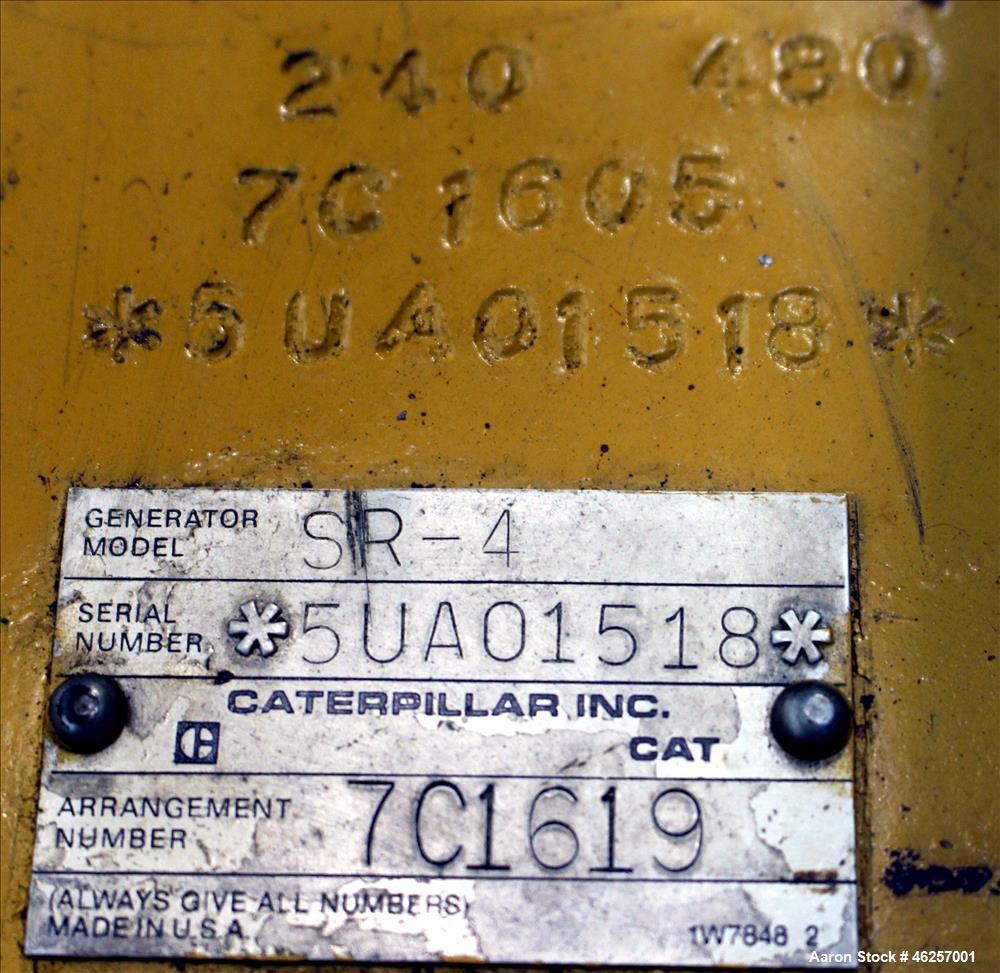 240 480
7C1605
*5UA01518*
GENERATOR MODEL SR-4
SERIAL NUMBER *5UA01518*
CATERPILLAR INC.
CAT
ARRANGEMENT NUMBER 7C1619
(ALWAYS GIVE ALL NUMBERS)
MADE IN U.S.A. 1W7848 2
Aaron Stock # 46257001